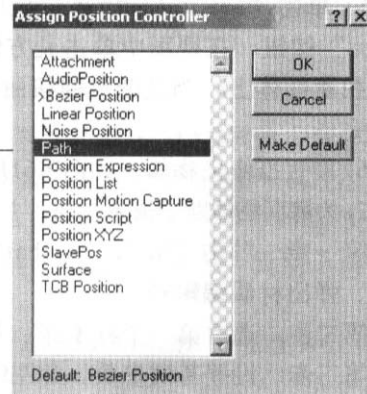 Assign Position Controller
Attachment
AudioPosition
>Bezier Position
Linear Position
Noise Position
Path
Position Expression
Position List
Position Motion Capture
Position Script
Position XYZ
SlavePos
Surface
TCB Position
OK
Cancel
Make Default
Default: Bezier Position